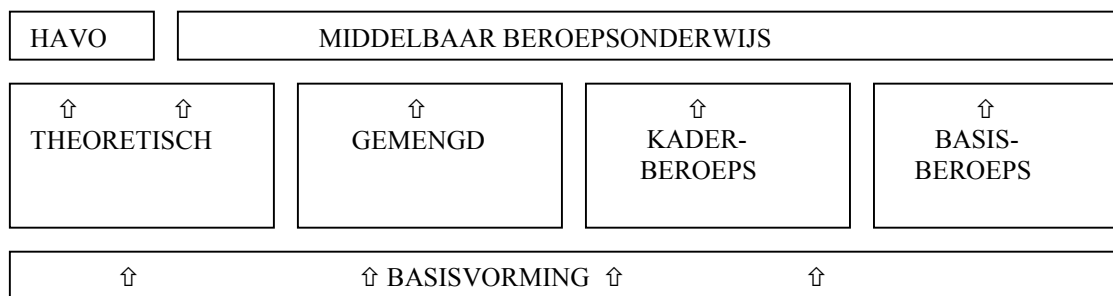 HAVO
MIDDELBAAR BEROEPSONDERWIJS
⇧ ⇧
THEORETISCH
⇧
GEMENGD
⇧
KADER-
BEROEPS
⇧
BASIS-
BEROEPS
⇧ ⇧ BASISVORMING ⇧ ⇧